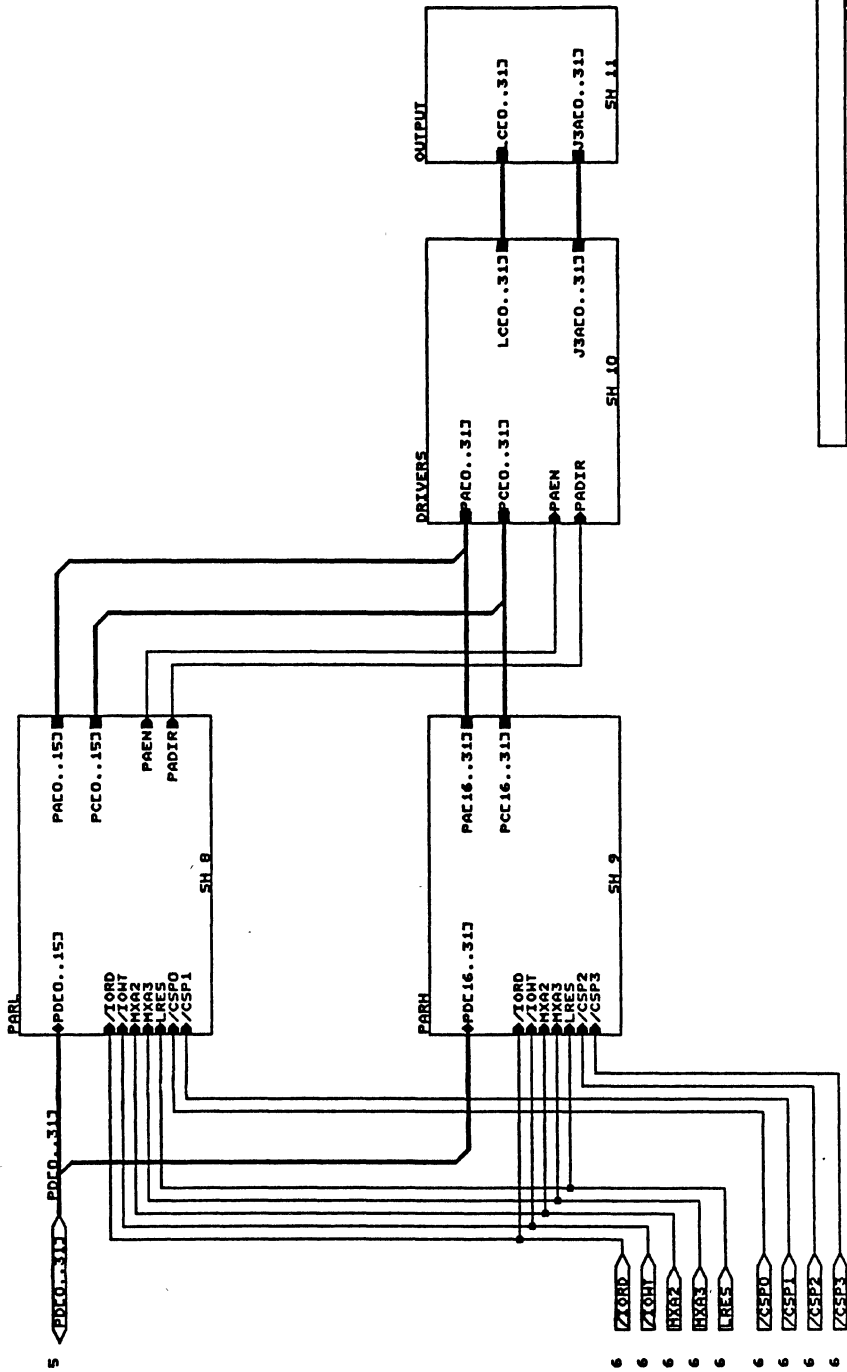 PARL
PD[0..15]
/IORD
/IOWT
MXA2
MXA3
LRES
/CSP0
/CSP1
PA[0..15]
PC[0..15]
PAEN
PADIR
SH 8
5
PD[0..31]
PD[0..31]
PARH
PD[16..31]
/IORD
/IOWT
MXA2
MXA3
LRES
/CSP2
/CSP3
PA[16..31]
PC[16..31]
SH 9
DRIVERS
PA[0..31]
PC[0..31]
PAEN
PADIR
LC[0..31]
J3A[0..31]
SH 10
OUTPUT
LC[0..31]
J3A[0..31]
SH 11
6 /IORD
6 /IOWT
6 MXA2
6 MXA3
6 LRES
6 /CSP0
6 /CSP1
6 /CSP2
6 /CSP3